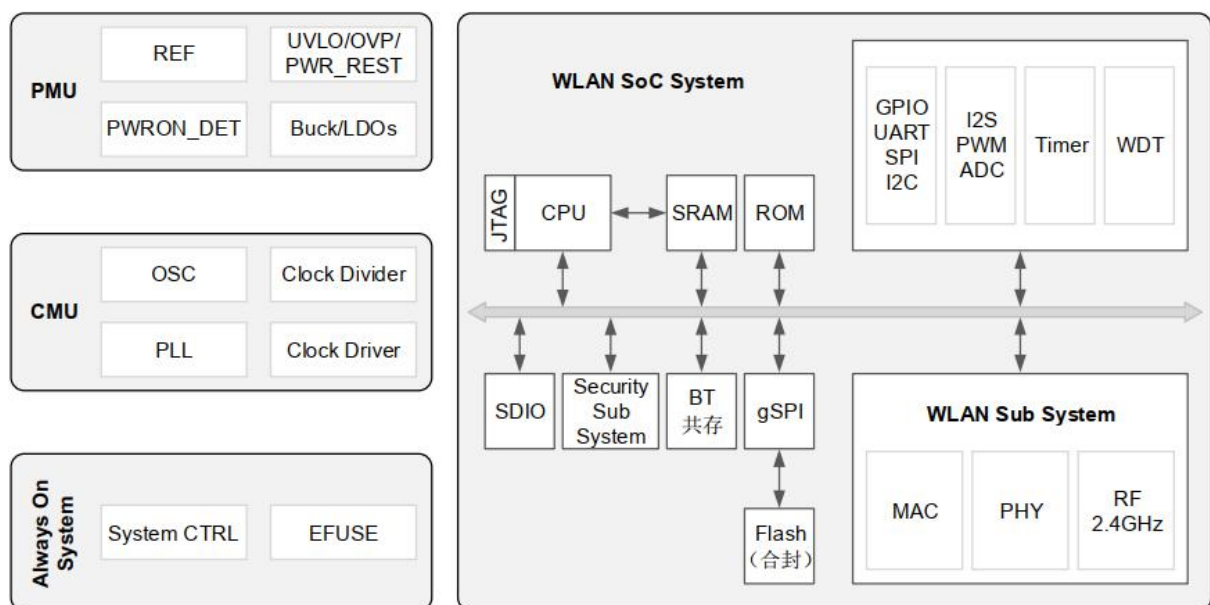 PMU
REF
UVLO/OVP/
PWR_REST
PWRON_DET
Buck/LDOs
CMU
OSC
Clock Divider
PLL
Clock Driver
Always On
System
System CTRL
EFUSE
WLAN SoC System
GPIO
UART
SPI
I2C
I2S
PWM
ADC
Timer
WDT
JTAG
CPU
SRAM
ROM
SDIO
Security
Sub
System
BT
共存
gSPI
Flash
（合封）
WLAN Sub System
MAC
PHY
RF
2.4GHz